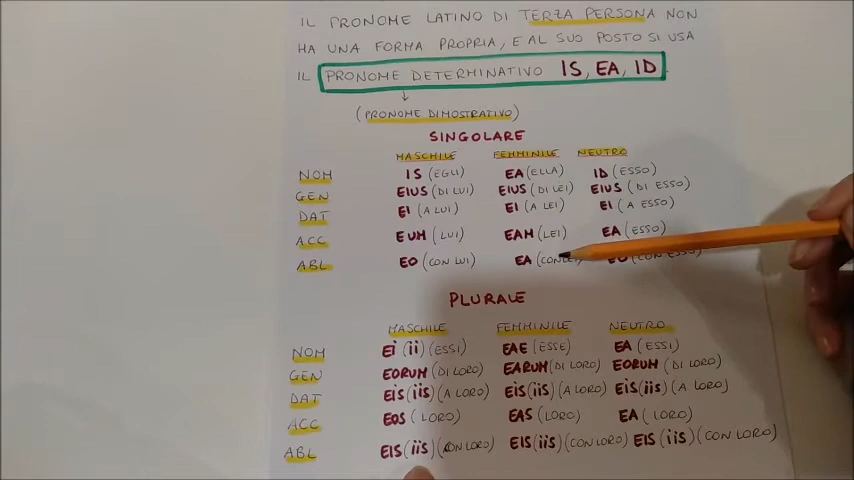 IL PRONOME LATINO DI TERZA PERSONA NON
HA UNA FORMA PROPRIA, E AL SUO POSTO SI USA
IL PRONOME DETERMINATIVO IS, EA, ID
↓
(PRONOME DIMOSTRATIVO)
SINGOLARE
MASCHILE FEMMINILE NEUTRO
NOM IS (EGLI) EA (ELLA) ID (ESSO)
GEN EIUS (DI LUI) EIUS (DI LEI) EIUS (DI ESSO)
DAT EI (A LUI) EI (A LEI) EI (A ESSO)
ACC EUM (LUI) EAM (LEI) EA (ESSO)
ABL EO (CON LUI) EA (CON LEI) EO (CON ESSO)
PLURALE
MASCHILE FEMMINILE NEUTRO
NOM Ei (ii) (ESSI) EAE (ESSE) EA (ESSI)
GEN EORUM (DI LORO) EARUM (DI LORO) EORUM (DI LORO)
DAT EiS (iiS) (A LORO) EiS (iiS) (A LORO) EiS (iiS) (A LORO)
ACC EOS (LORO) EAS (LORO) EA (LORO)
ABL EIS (iiS) (CON LORO) EIS (iiS) (CON LORO) EIS (iiS) (CON LORO)